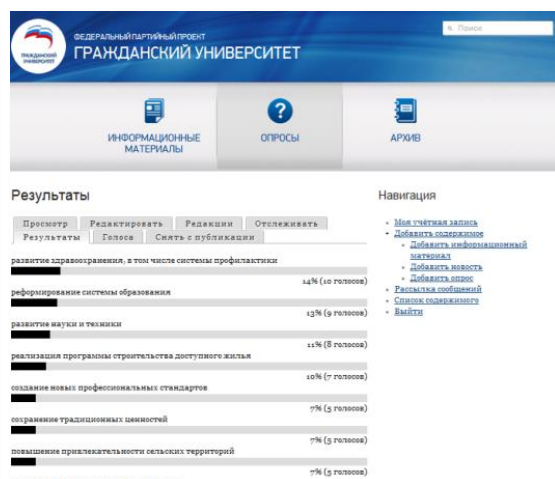 ФЕДЕРАЛЬНЫЙ ПАРТИЙНЫЙ ПРОЕКТ
ГРАЖДАНСКИЙ УНИВЕРСИТЕТ
ГРАЖДАНСКИЙ
УНИВЕРСИТЕТ
Поиск
ИНФОРМАЦИОННЫЕ
МАТЕРИАЛЫ
ОПРОСЫ
АРХИВ
Результаты
Просмотр Редактировать Редакции Отслеживать
Результаты Голоса Снять с публикации
развитие здравоохранения, в том числе системы профилактики
14% (10 голосов)
реформирование системы образования
13% (9 голосов)
развитие науки и техники
11% (8 голосов)
реализация программы строительства доступного жилья
10% (7 голосов)
создание новых профессиональных стандартов
7% (5 голосов)
сохранение традиционных ценностей
7% (5 голосов)
повышение привлекательности сельских территорий
7% (5 голосов)
Навигация
Моя учётная запись
Добавить содержимое
Добавить информационный
материал
Добавить новость
Добавить опрос
Рассылка сообщений
Список содержимого
Выйти